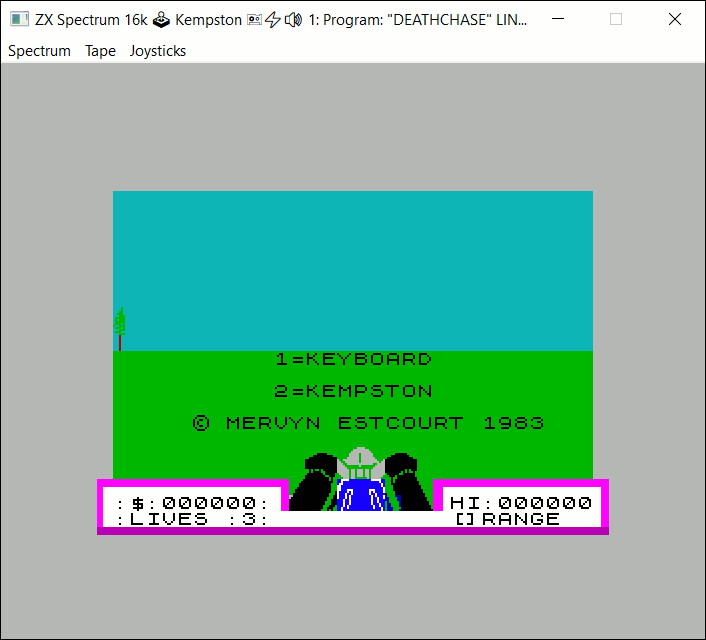 ZX Spectrum 16k Kempston 1: Program: "DEATHCHASE" LIN...
Spectrum Tape Joysticks
1=KEYBOARD
2=KEMPSTON
© MERVYN ESTCOURT 1983
:$:000000: HI:000000
:LIVES :3: []RANGE